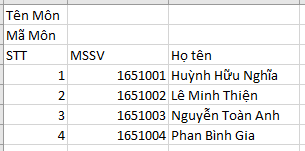 Tên Môn
Mã Môn
STT MSSV Họ tên
1 1651001 Huỳnh Hữu Nghĩa
2 1651002 Lê Minh Thiện
3 1651003 Nguyễn Toàn Anh
4 1651004 Phan Bình Gia